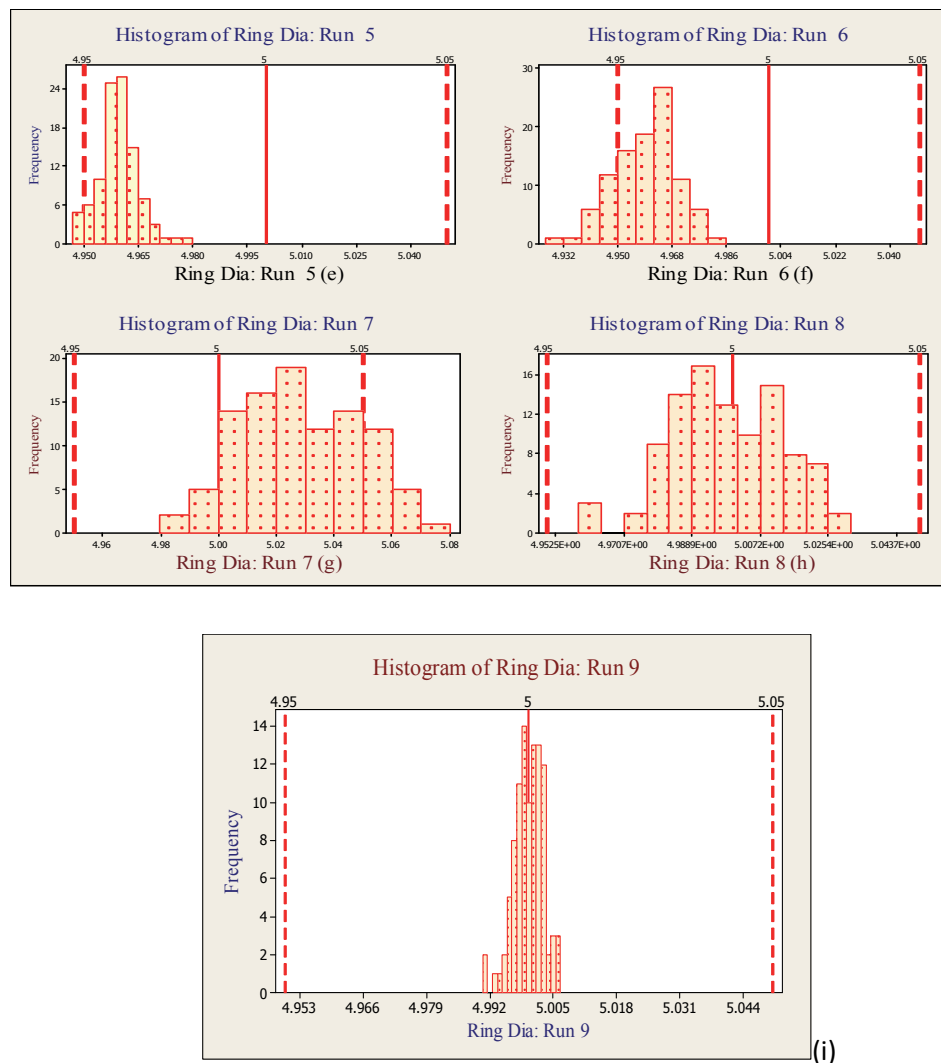 Histogram of Ring Dia: Run 5
4.95 5 5.05
24
18
12
6
0
Frequency
4.950 4.965 4.980 4.995 5.010 5.025 5.040
Ring Dia: Run 5 (e)
Histogram of Ring Dia: Run 6
4.95 5 5.05
30
20
10
0
Frequency
4.932 4.950 4.968 4.986 5.004 5.022 5.040
Ring Dia: Run 6 (f)
Histogram of Ring Dia: Run 7
4.95 5 5.05
20
15
10
5
0
Frequency
4.96 4.98 5.00 5.02 5.04 5.06 5.08
Ring Dia: Run 7 (g)
Histogram of Ring Dia: Run 8
4.95 5 5.05
16
12
8
4
0
Frequency
4.9525E+00 4.9707E+00 4.9889E+00 5.0072E+00 5.0254E+00 5.0437E+00
Ring Dia: Run 8 (h)
Histogram of Ring Dia: Run 9
4.95 5 5.05
14
12
10
8
6
4
2
0
Frequency
4.953 4.966 4.979 4.992 5.005 5.018 5.031 5.044
Ring Dia: Run 9
(i)